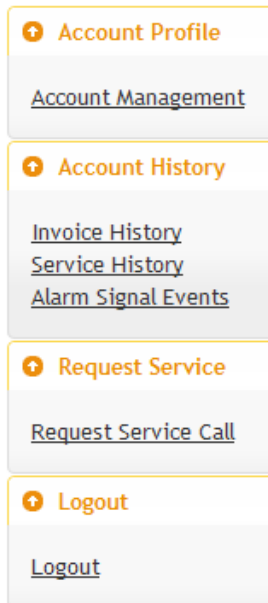 Account Profile
Account Management
Account History
Invoice History
Service History
Alarm Signal Events
Request Service
Request Service Call
Logout
Logout